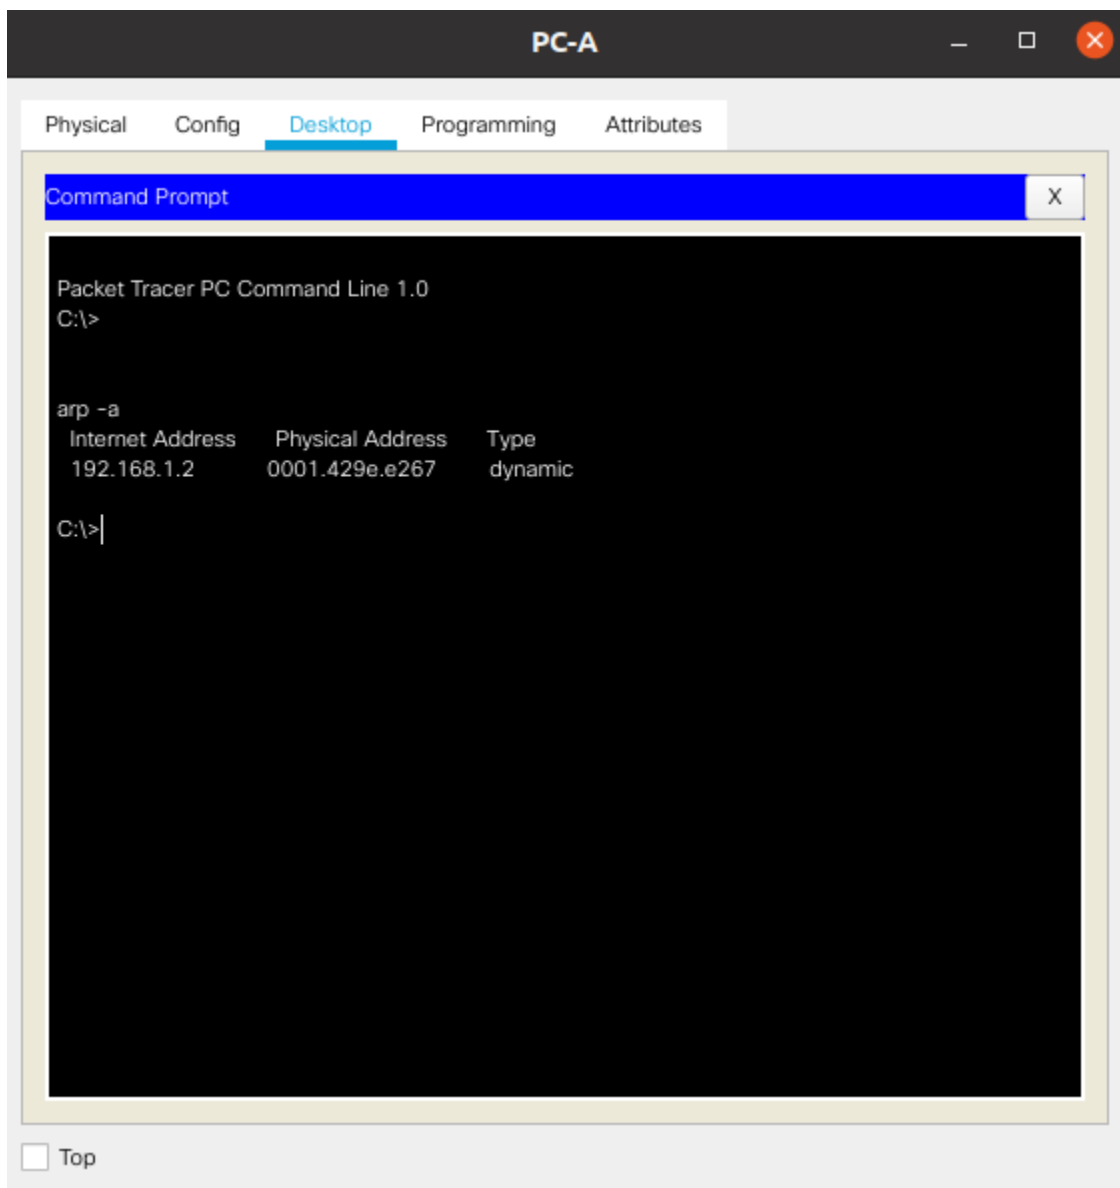 PC-A
Physical Config Desktop Programming Attributes
Command Prompt X
Packet Tracer PC Command Line 1.0
C:\>
arp -a
Internet Address Physical Address Type
192.168.1.2 0001.429e.e267 dynamic
C:\>
Top